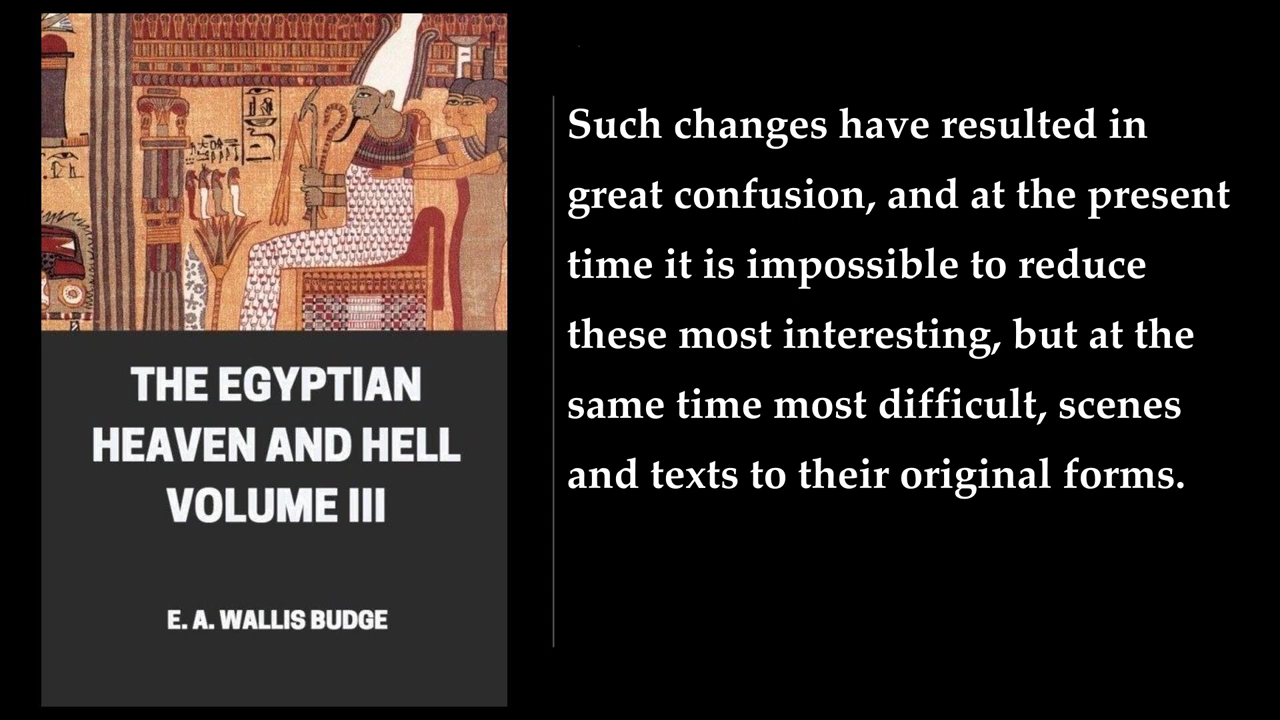 THE EGYPTIAN
HEAVEN AND HELL
VOLUME III
E. A. WALLIS BUDGE
Such changes have resulted in
great confusion, and at the present
time it is impossible to reduce
these most interesting, but at the
same time most difficult, scenes
and texts to their original forms.